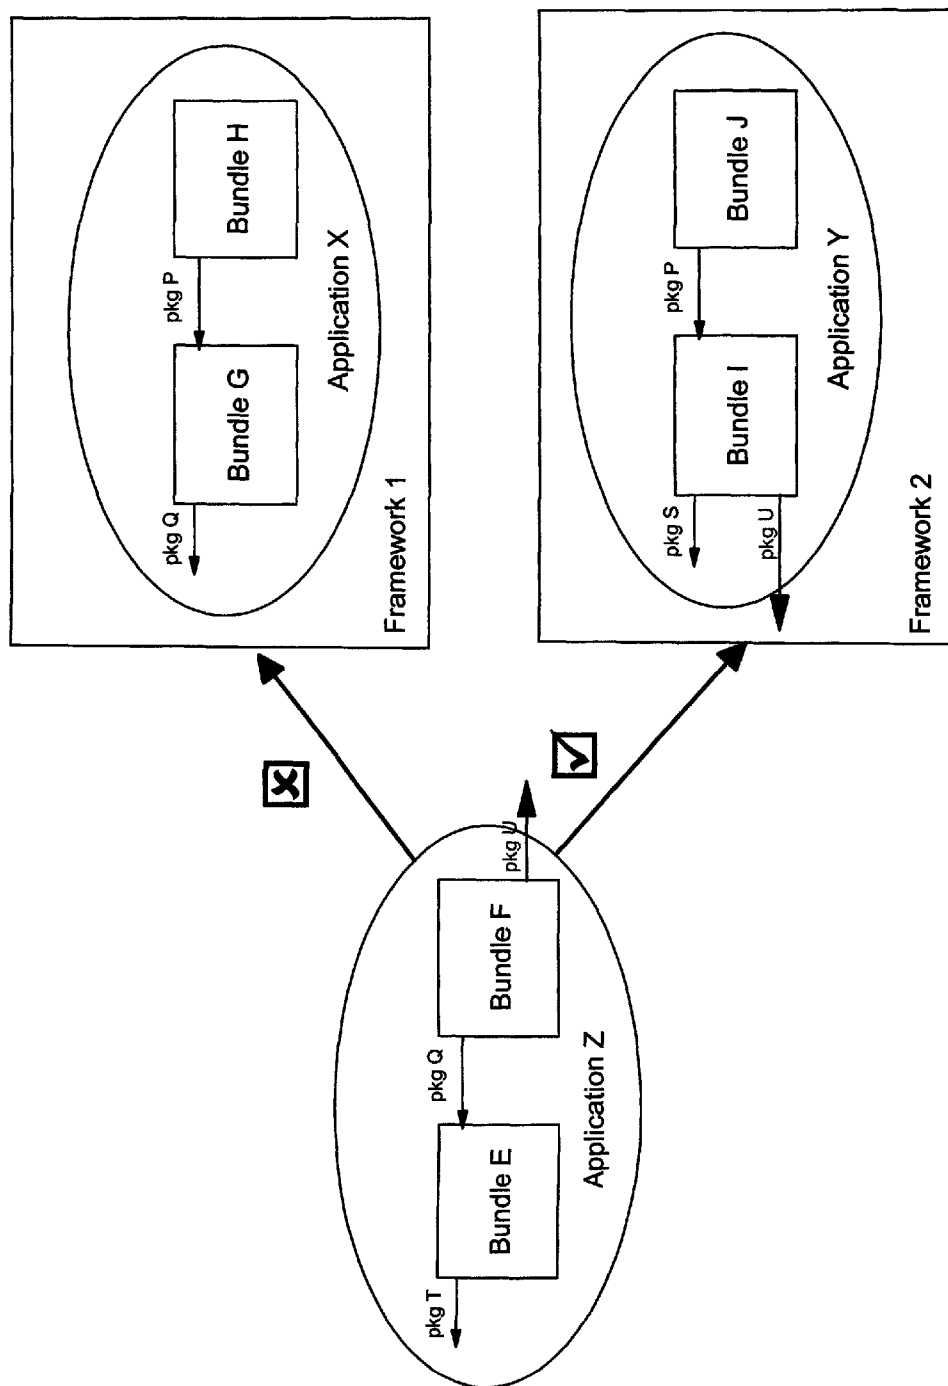 pkg T
Bundle E
pkg Q
Bundle F
pkg U
Application Z
pkg Q
Bundle G
pkg P
Bundle H
Application X
Framework 1
pkg S
pkg U
Bundle I
pkg P
Bundle J
Application Y
Framework 2